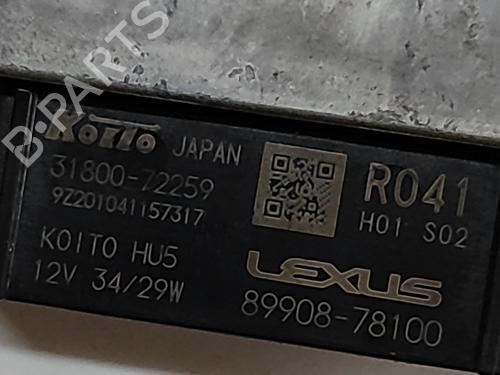 B-PARTS
Koito JAPAN
31800-72259
9Z201041157317
KOITO HU5
12V 34/29W
R041
H01 S02
LEXUS
89908-78100